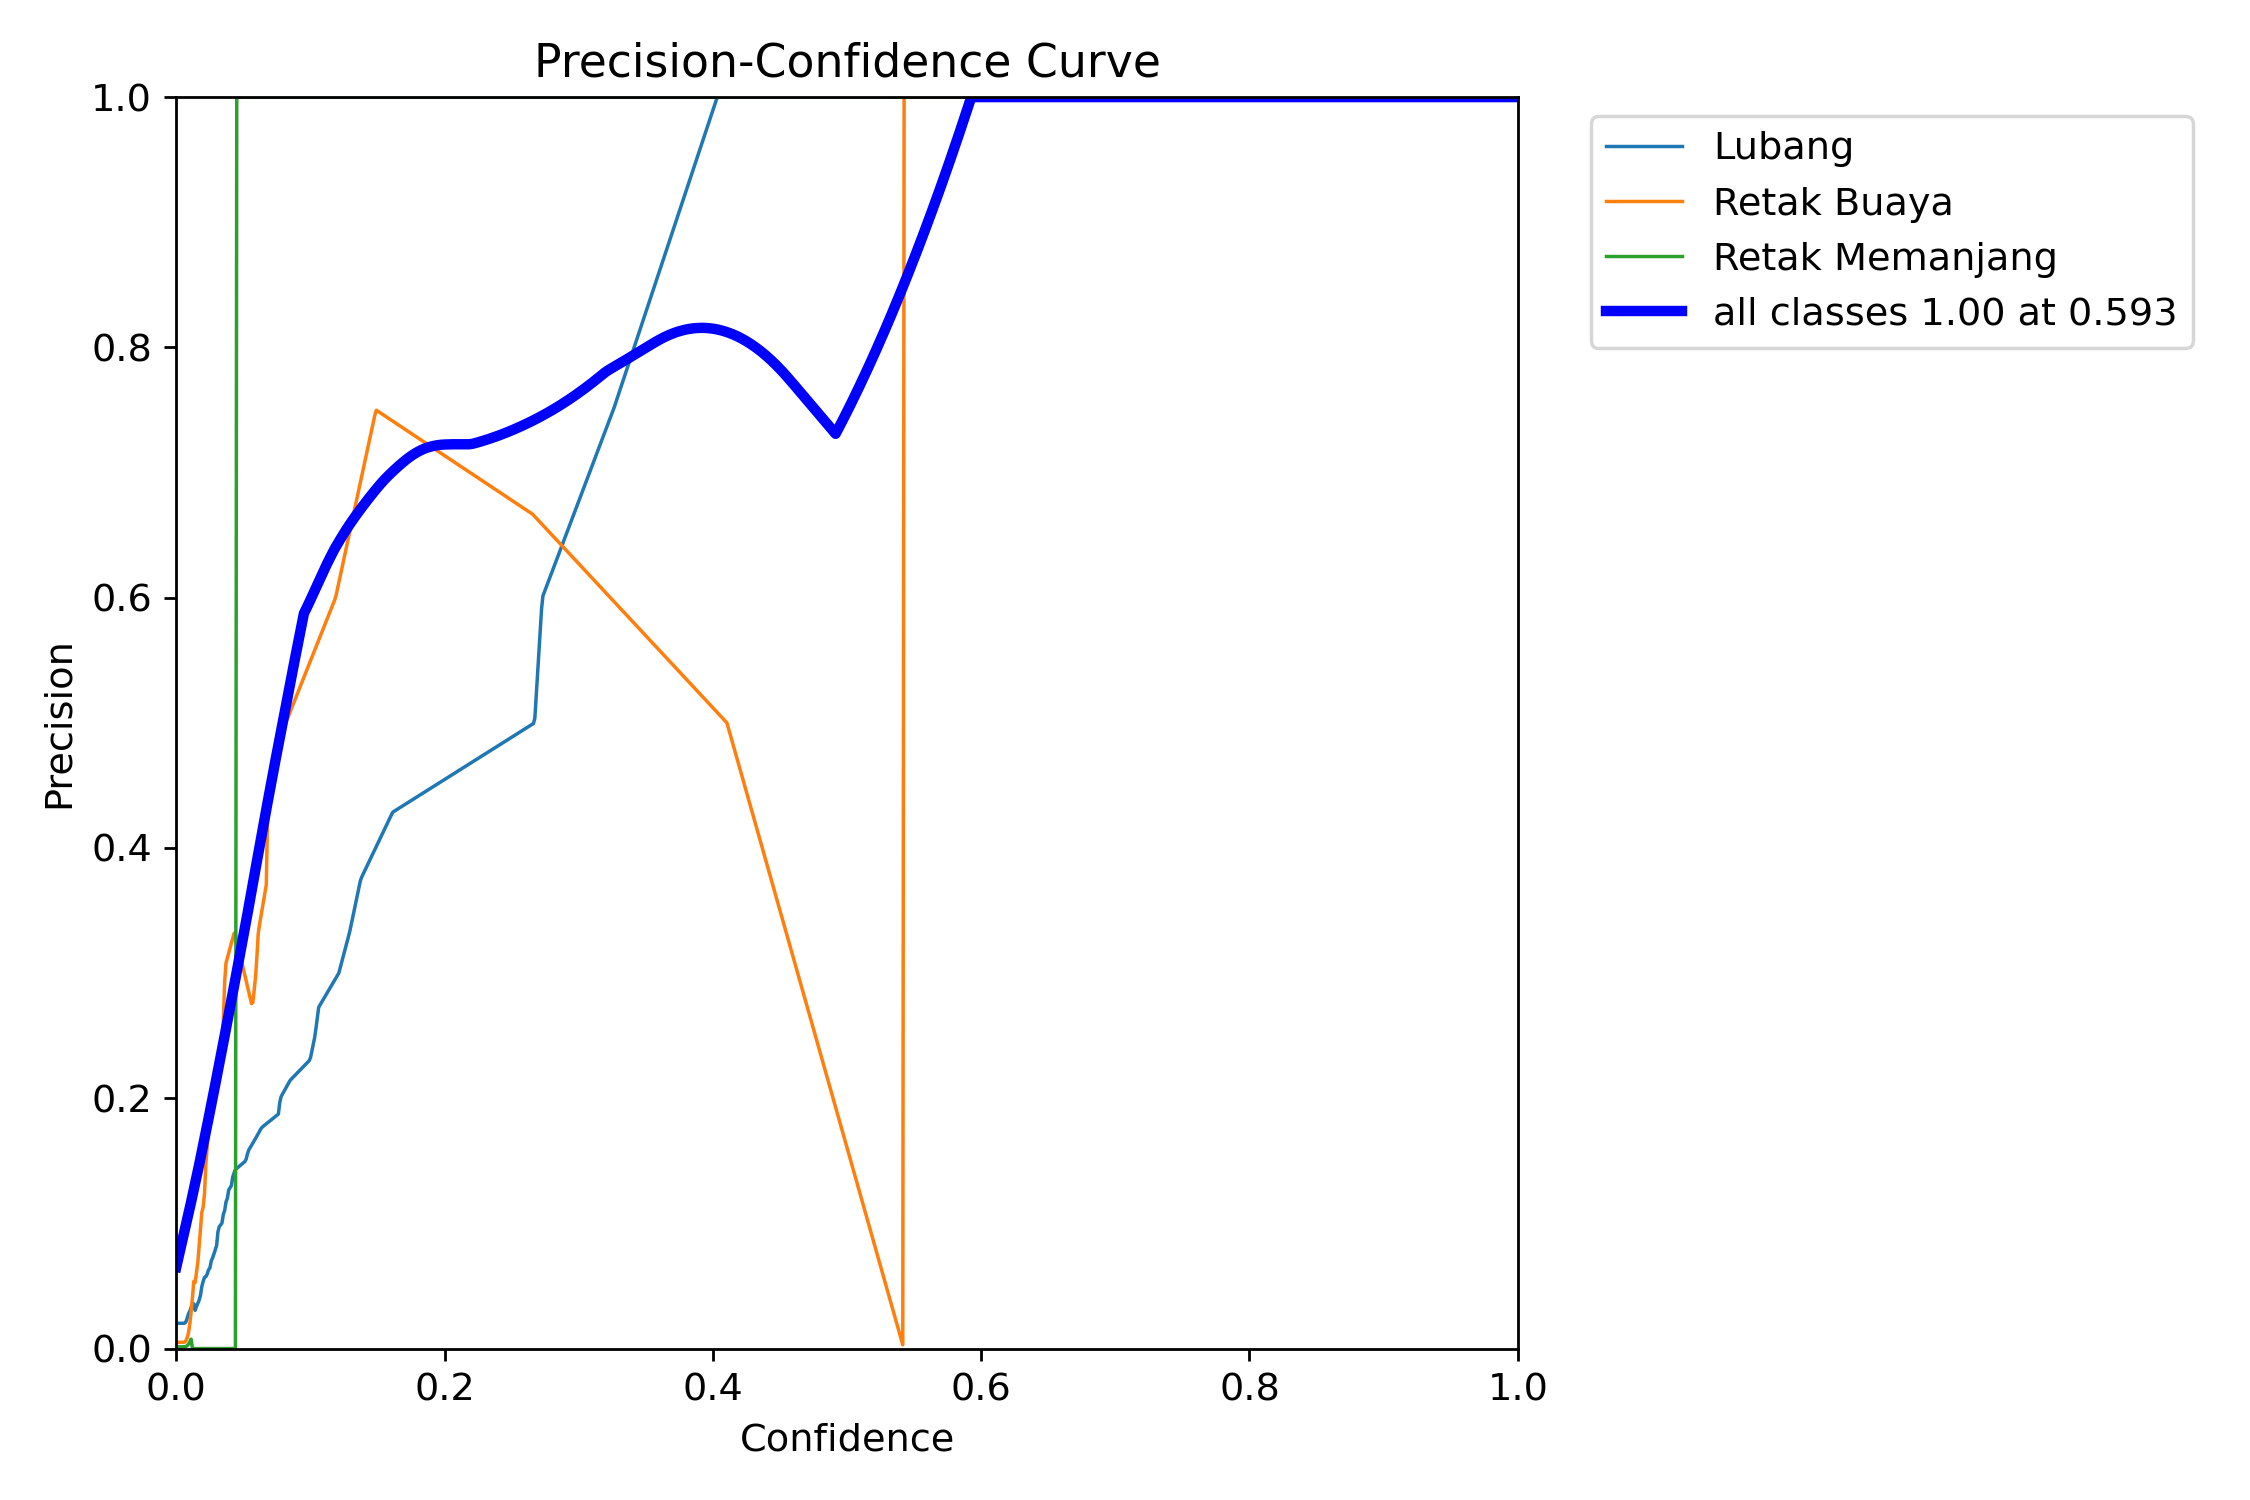 Precision-Confidence Curve
1.0
0.8
0.6
0.4
0.2
0.0
Precision
0.0 0.2 0.4 0.6 0.8 1.0
Confidence
Lubang
Retak Buaya
Retak Memanjang
all classes 1.00 at 0.593